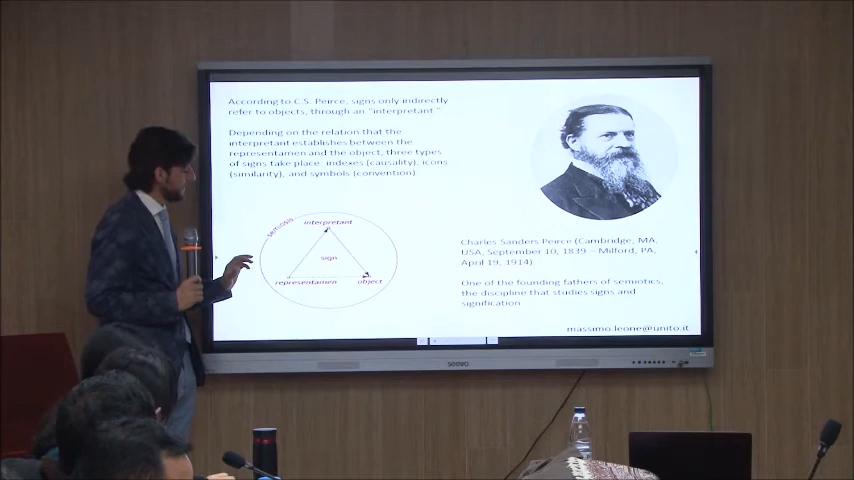 According to C.S. Peirce, signs only indirectly
refer to objects, through an "interpretant."
Depending on the relation that the
interpretant establishes between the
representamen and the object, three types
of signs take place: indexes (causality), icons
(similarity), and symbols (convention)
semiosis
interpretant
sign
representamen
object
Charles Sanders Peirce (Cambridge, MA,
USA, September 10, 1839 – Milford, PA,
April 19, 1914)
One of the founding fathers of semiotics,
the discipline that studies signs and
signification
massimo.leone@unito.it
seewo